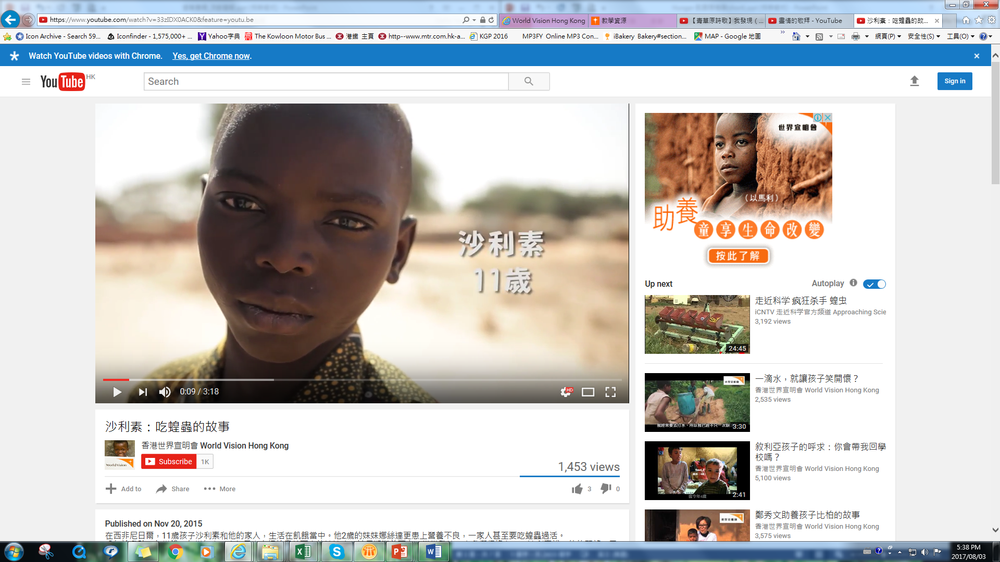 https://www.youtube.com/watch?v=33zIDX0ACK0&feature=youtu.be
World Vision Hong Kong
教學資源
【青草原詩歌】我發現（...
盡情的敬拜 - YouTube
沙利素：吃蝗蟲的故...
Icon Archive - Search 59...
Iconfinder - 1,575,000+ ...
Yahoo字典
The Kowloon Motor Bus ...
港鐵 主頁
http--www.mtr.com.hk-a...
KGP 2016
MP3FY Online MP3 Con...
iBakery Bakery#section...
MAP - Google 地圖
網頁(P)
安全性(S)
工具(O)
Watch YouTube videos with Chrome. Yes, get Chrome now.
YouTube HK
Search
Sign in
沙利素
11歲
0:09 / 3:18
HD
沙利素：吃蝗蟲的故事
香港世界宣明會 World Vision Hong Kong
World Vision
Subscribe 1K
1,453 views
Add to
Share
More
3
0
Published on Nov 20, 2015
在西非尼日爾，11歲孩子沙利素和他的家人，生活在飢餓當中。他2歲的妹妹娜絲達更患上營養不良，一家人甚至要吃蝗蟲過活。
世界宣明會
（以馬利）
助養
童享生命改變
按此了解
Up next
Autoplay
走近科学 疯狂杀手 蝗虫
iCNTV 走近科学官方频道 Approaching Scie
3,192 views
24:45
一滴水，就讓孩子笑開懷？
香港世界宣明會 World Vision Hong Kong
2,535 views
3:30
敘利亞孩子的呼求：你會帶我回學
校嗎？
香港世界宣明會 World Vision Hong Kong
5,100 views
我今年4歲
2:41
鄭秀文助養孩子比柏的故事
香港世界宣明會 World Vision Hong Kong
3,575 views
5:38 PM
2017/08/03